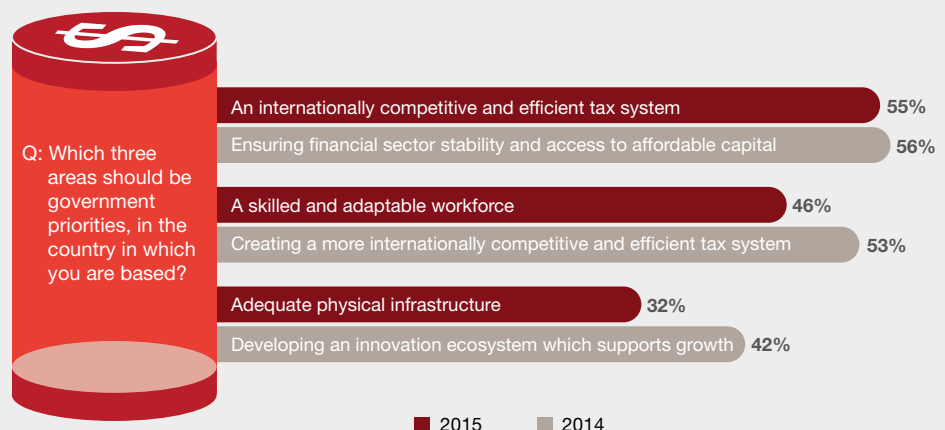 $
Q: Which three
areas should be
government
priorities, in the
country in which
you are based?
An internationally competitive and efficient tax system 55%
Ensuring financial sector stability and access to affordable capital 56%
A skilled and adaptable workforce 46%
Creating a more internationally competitive and efficient tax system 53%
Adequate physical infrastructure 32%
Developing an innovation ecosystem which supports growth 42%
2015 2014